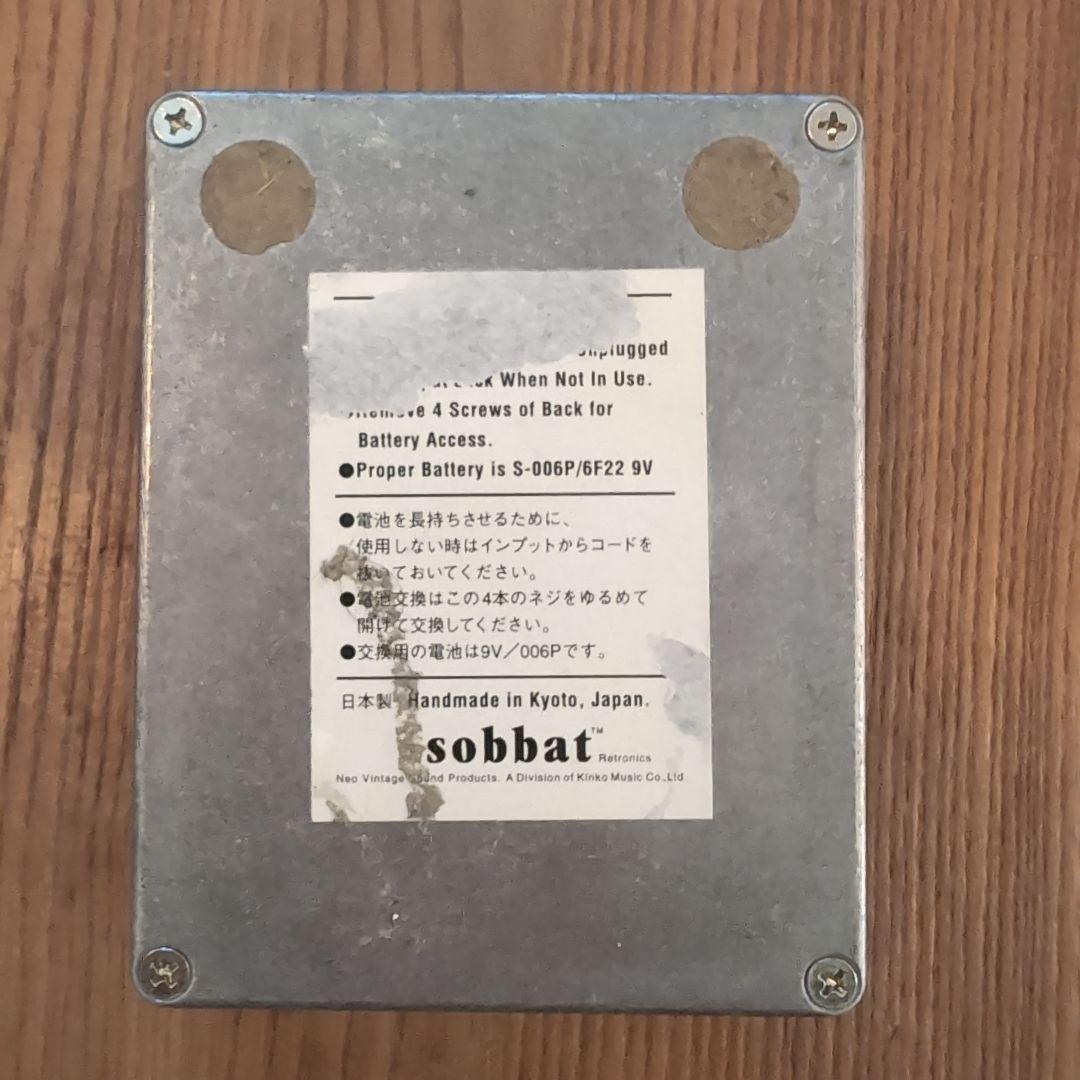 When Not In Use.
4 Screws of Back for
Battery Access.
●Proper Battery is S-006P/6F22 9V
●電池を長持ちさせるために、
使用しない時はインプットからコードを
抜いておいてください。
●電池交換はこの4本のネジをゆるめて
開けて交換してください。
●交換用の電池は9V／006Pです。
日本製 Handmade in Kyoto, Japan.
sobbat™ Retronics
Neo Vintage Sound Products. A Division of Kinko Music Co.,Ltd